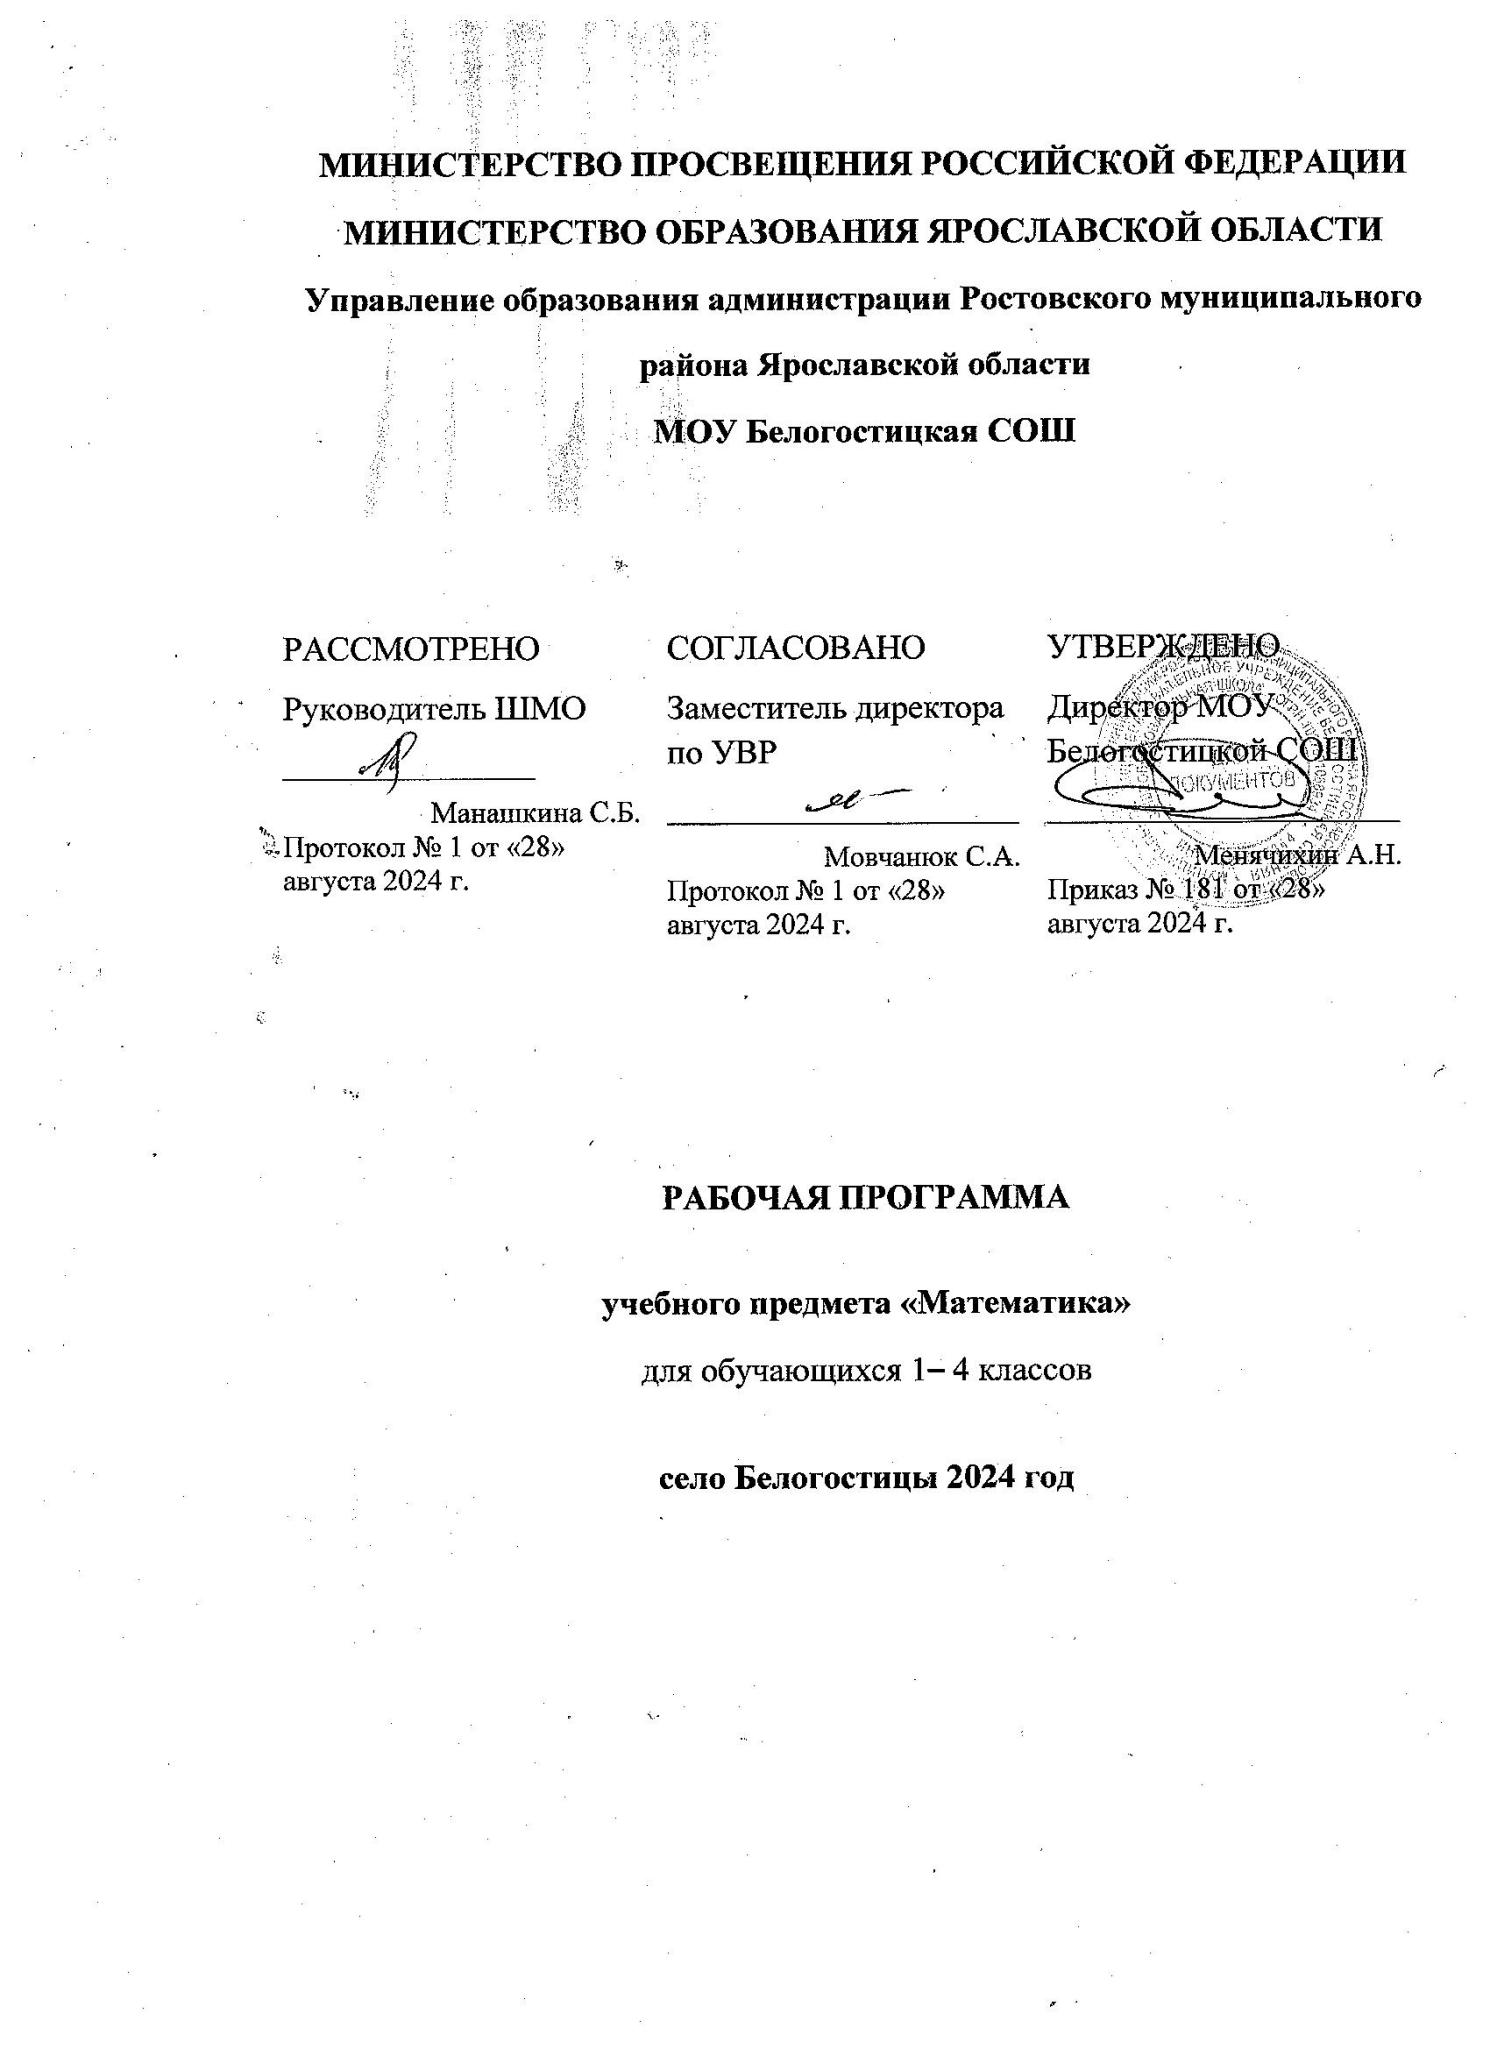 МИНИСТЕРСТВО ПРОСВЕЩЕНИЯ РОССИЙСКОЙ ФЕДЕРАЦИИ
МИНИСТЕРСТВО ОБРАЗОВАНИЯ ЯРОСЛАВСКОЙ ОБЛАСТИ
Управление образования администрации Ростовского муниципального
района Ярославской области
МОУ Белогостицкая СОШ
РАССМОТРЕНО
Руководитель ШМО
Манашкина С.Б.
Протокол № 1 от «28»
августа 2024 г.
СОГЛАСОВАНО
Заместитель директора
по УВР
Мовчанюк С.А.
Протокол № 1 от «28»
августа 2024 г.
УТВЕРЖДЕНО
Директор МОУ
Белогостицкой СОШ
ДОКУМЕНТОВ
Менячихин А.Н.
Приказ № 181 от «28»
августа 2024 г.
РАБОЧАЯ ПРОГРАММА
учебного предмета «Математика»
для обучающихся 1– 4 классов
село Белогостицы 2024 год